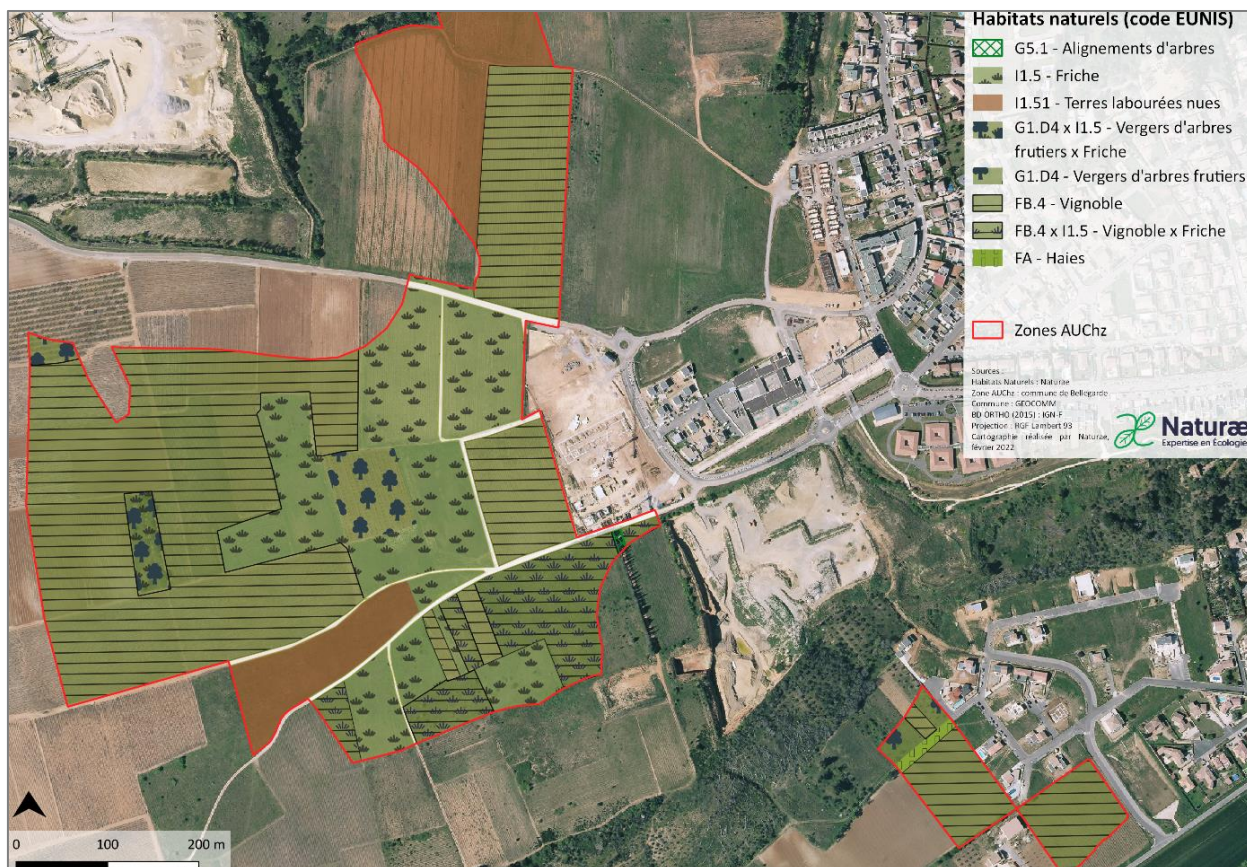 Habitats naturels (code EUNIS)
G5.1 - Alignements d'arbres
I1.5 - Friche
I1.51 - Terres labourées nues
G1.D4 x I1.5 - Vergers d'arbres
frutiers x Friche
G1.D4 - Vergers d'arbres frutiers
FB.4 - Vignoble
FB.4 x I1.5 - Vignoble x Friche
FA - Haies
Zones AUChz
Sources :
Habitats Naturels : Naturae
Zone AUChz : commune de Bellegarde
Commune : GEOCOMMI
BD ORTHO (2015) : IGN-F
Projection : RGF Lambert 93
Cartographie réalisée par Naturae,
février 2022
Naturæ
Expertise en Écologie
0 100 200 m